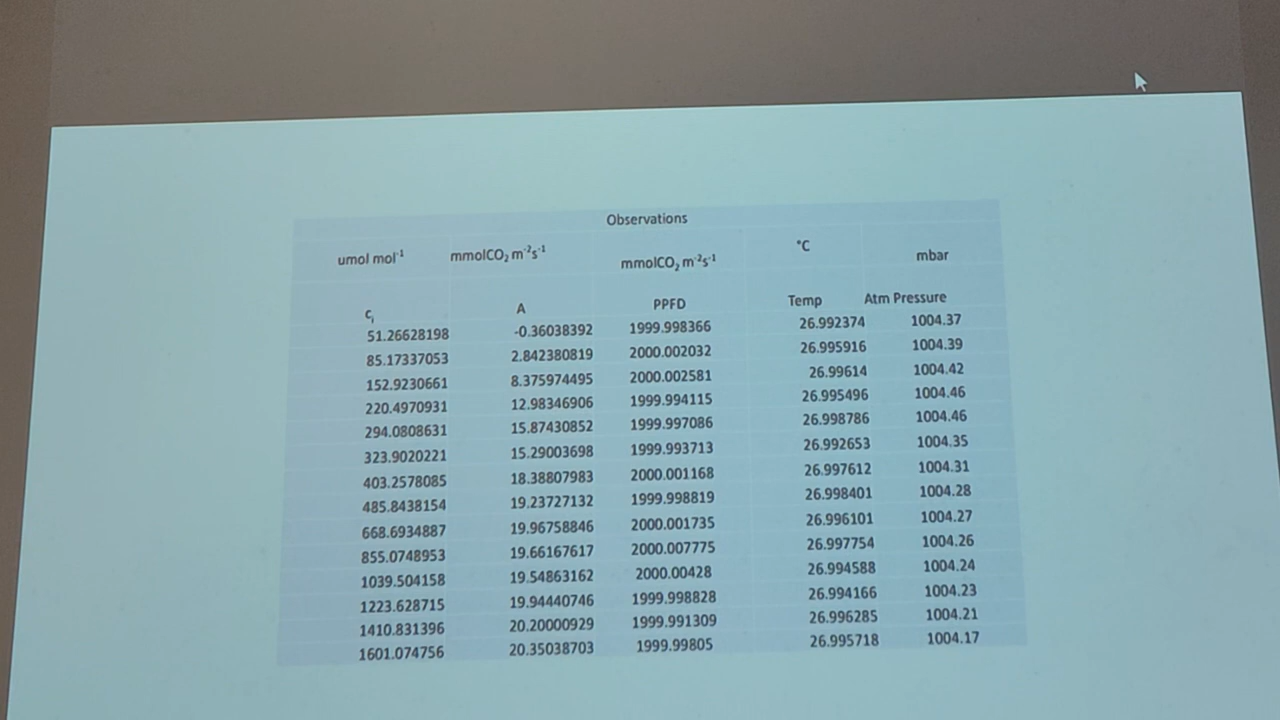 Observations
umol mol⁻¹ mmolCO₂ m⁻²s⁻¹ mmolCO₂ m⁻²s⁻¹ °C mbar
cᵢ A PPFD Temp Atm Pressure
51.26628198 -0.36038392 1999.998366 26.992374 1004.37
85.17337053 2.842380819 2000.002032 26.995916 1004.39
152.9230661 8.375974495 2000.002581 26.99614 1004.42
220.4970931 12.98346906 1999.994115 26.995496 1004.46
294.0808631 15.87430852 1999.997086 26.998786 1004.46
323.9020221 15.29003698 1999.993713 26.992653 1004.35
403.2578085 18.38807983 2000.001168 26.997612 1004.31
485.8438154 19.23727132 1999.998819 26.998401 1004.28
668.6934887 19.96758846 2000.001735 26.996101 1004.27
855.0748953 19.66167617 2000.007775 26.997754 1004.26
1039.504158 19.54863162 2000.00428 26.994588 1004.24
1223.628715 19.94440746 1999.998828 26.994166 1004.23
1410.831396 20.20000929 1999.991309 26.996285 1004.21
1601.074756 20.35038703 1999.99805 26.995718 1004.17